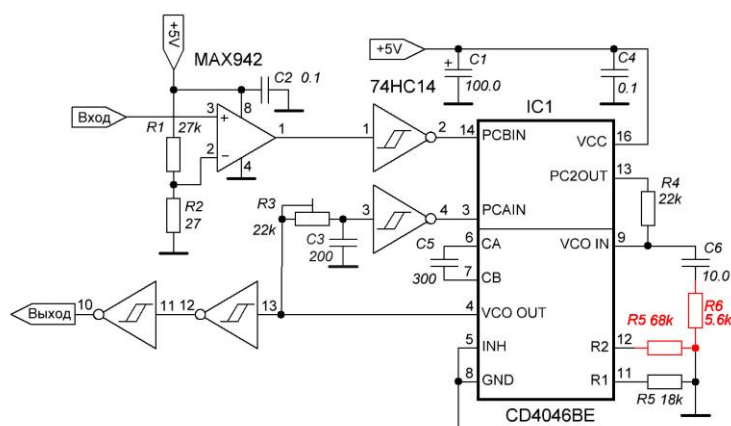 +5V
MAX942
C2 0.1
+5V
C1
100.0
C4
0.1
74HC14
IC1
Вход
R1 27k
3
+
8
2
−
4
1
1
2
14
PCBIN
VCC
16
PC2OUT
13
R4
22k
R2
27
R3
22k
C3
200
3
4
3
PCAIN
C5
300
6
CA
7
CB
VCO IN
9
C6
10.0
Выход
10
11
12
13
4
VCO OUT
R6
5.6k
R5 68k
5
INH
R2
12
8
GND
R1
11
R5 18k
CD4046BE